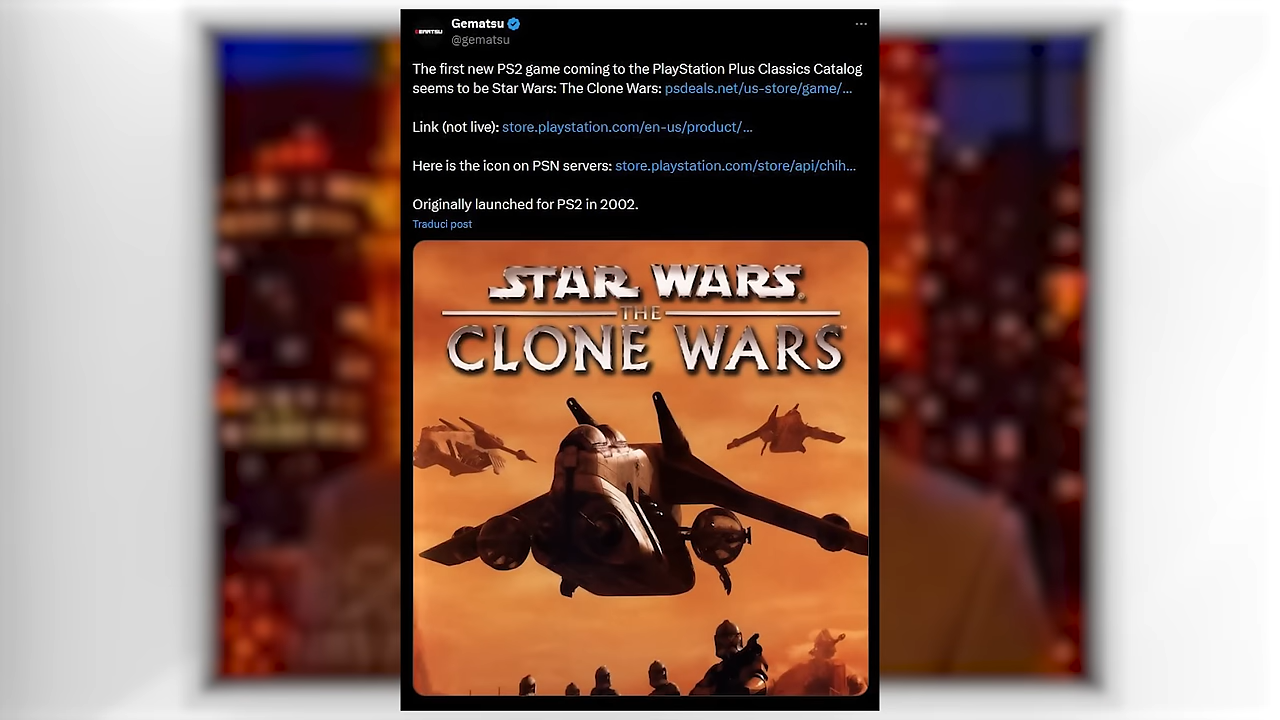 Gematsu
@gematsu
The first new PS2 game coming to the PlayStation Plus Classics Catalog
seems to be Star Wars: The Clone Wars: psdeals.net/us-store/game/...
Link (not live): store.playstation.com/en-us/product/...
Here is the icon on PSN servers: store.playstation.com/store/api/chih...
Originally launched for PS2 in 2002.
Traduci post
STAR WARS
THE
CLONE WARS